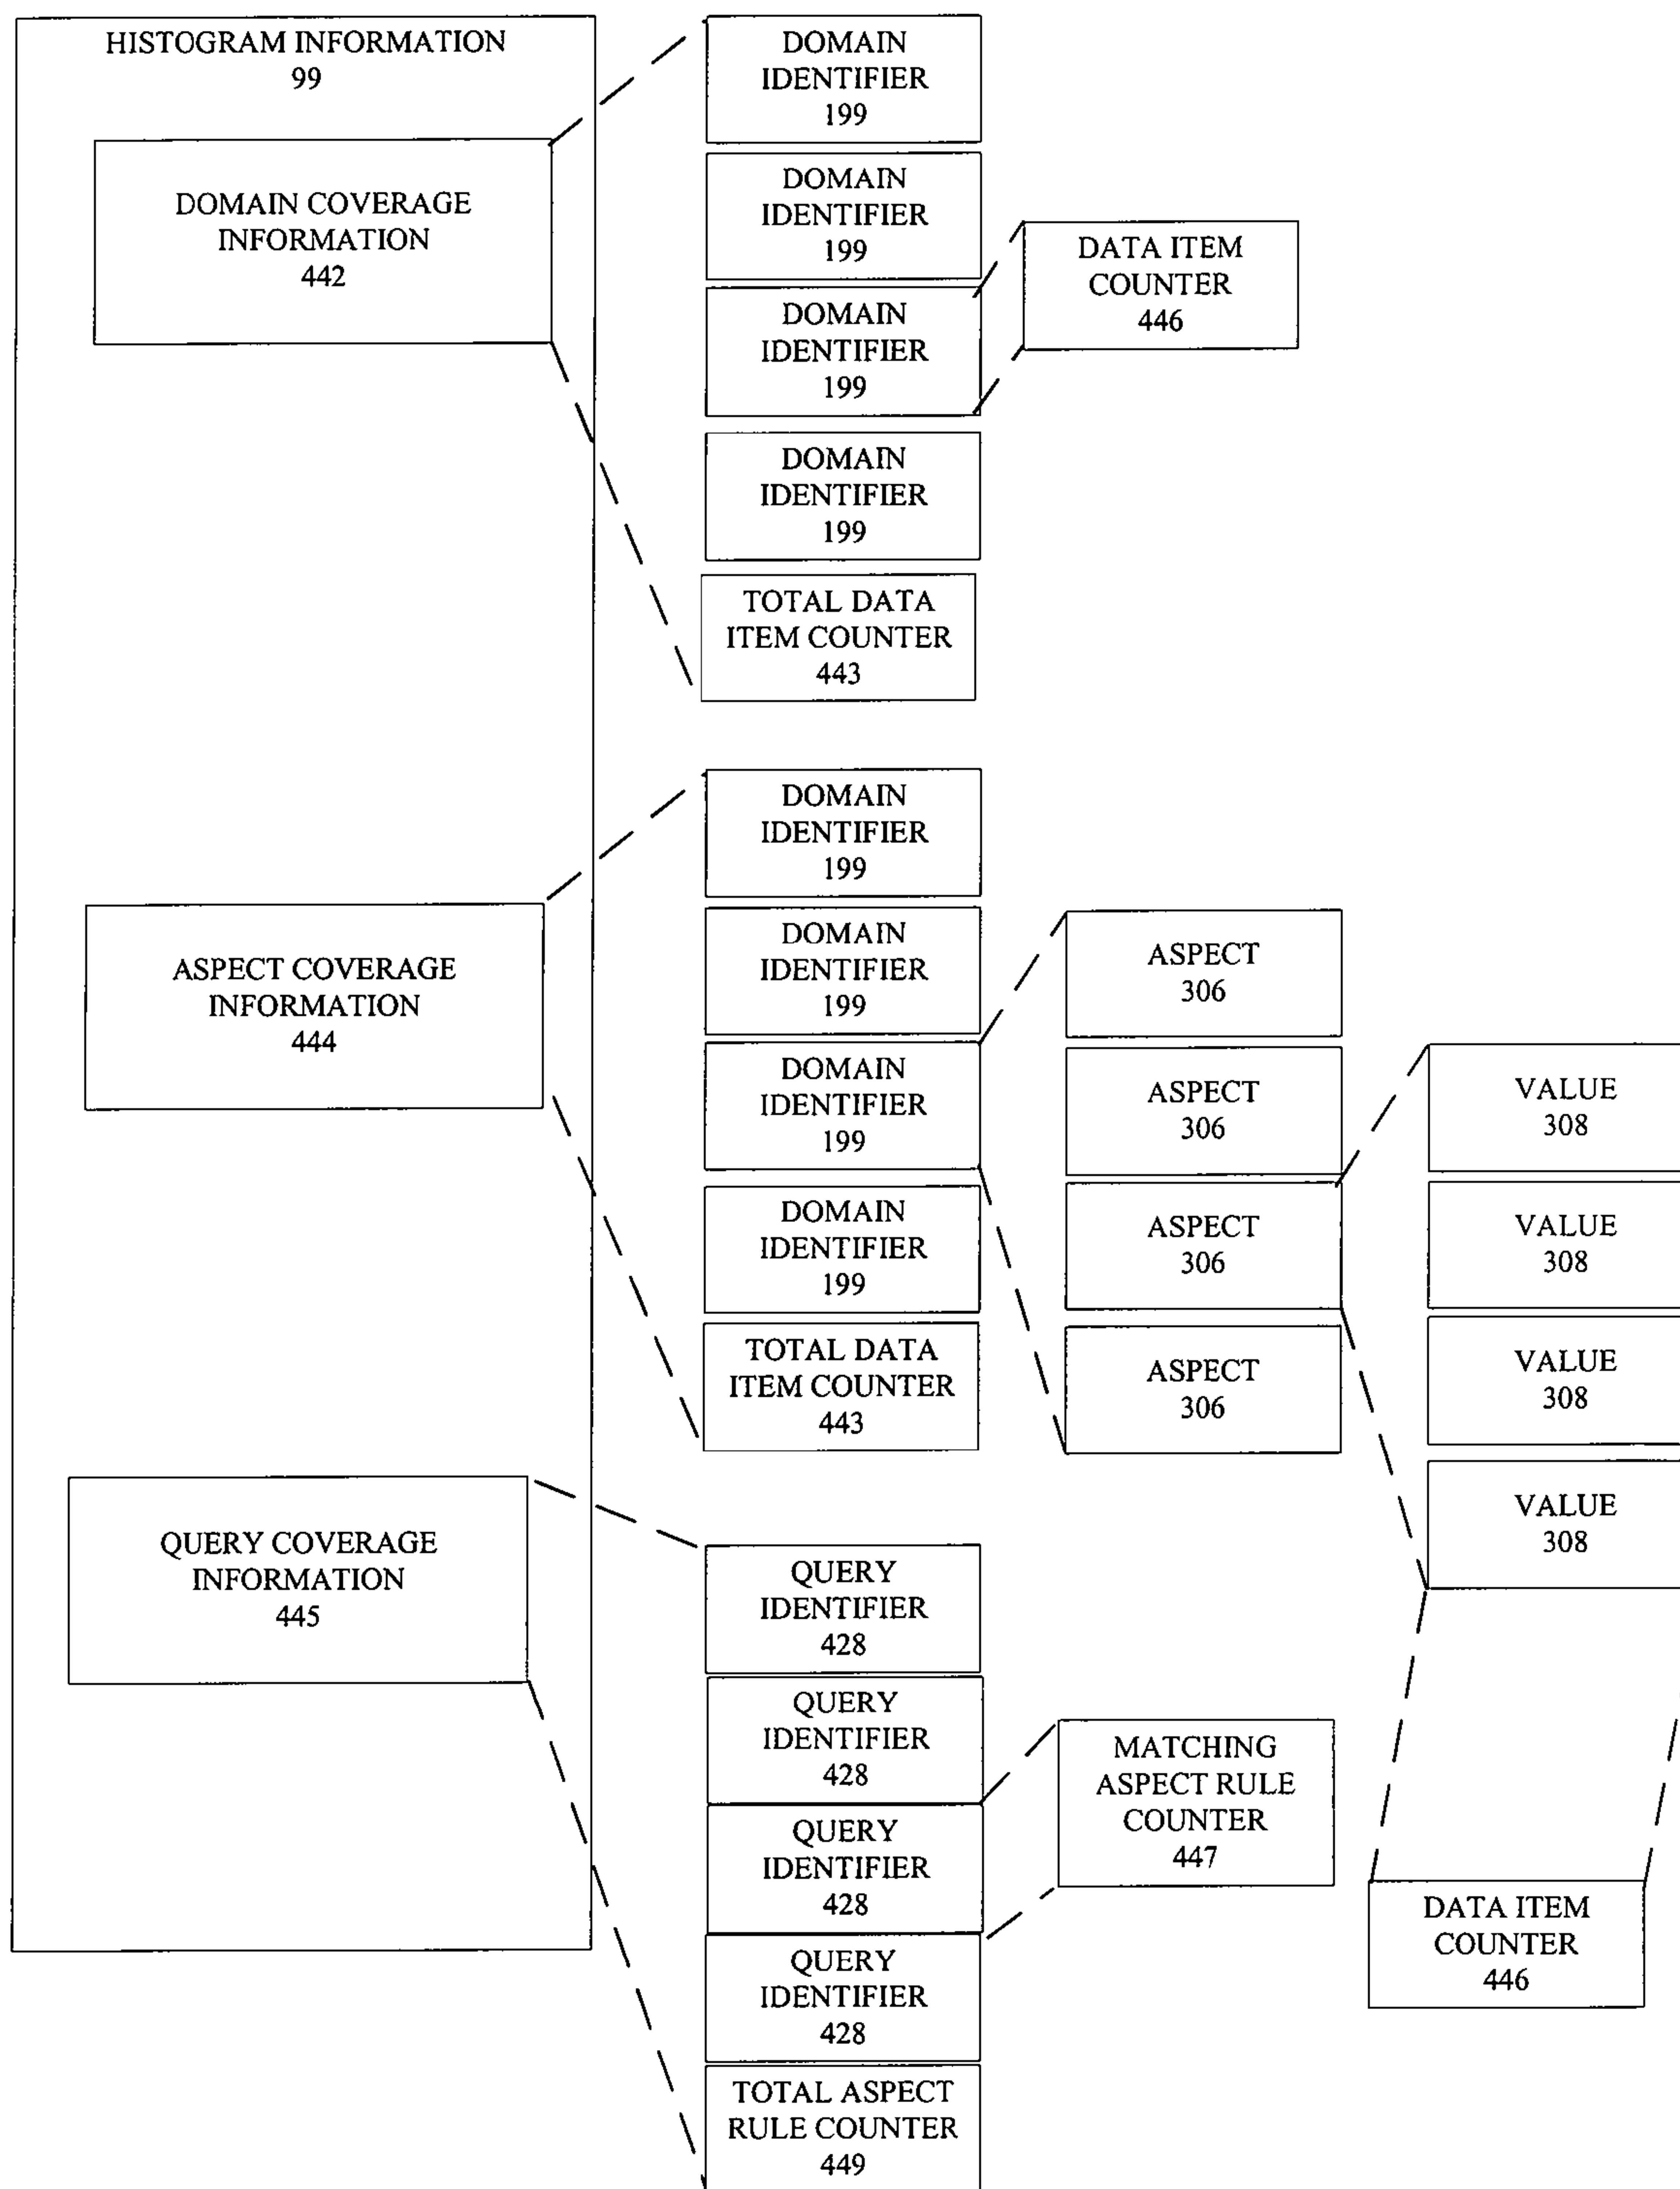 HISTOGRAM INFORMATION
99
DOMAIN COVERAGE
INFORMATION
442
DOMAIN
IDENTIFIER
199
DOMAIN
IDENTIFIER
199
DOMAIN
IDENTIFIER
199
DOMAIN
IDENTIFIER
199
TOTAL DATA
ITEM COUNTER
443
DATA ITEM
COUNTER
446
ASPECT COVERAGE
INFORMATION
444
DOMAIN
IDENTIFIER
199
DOMAIN
IDENTIFIER
199
DOMAIN
IDENTIFIER
199
DOMAIN
IDENTIFIER
199
TOTAL DATA
ITEM COUNTER
443
ASPECT
306
ASPECT
306
ASPECT
306
ASPECT
306
VALUE
308
VALUE
308
VALUE
308
VALUE
308
DATA ITEM
COUNTER
446
QUERY COVERAGE
INFORMATION
445
QUERY
IDENTIFIER
428
QUERY
IDENTIFIER
428
QUERY
IDENTIFIER
428
QUERY
IDENTIFIER
428
TOTAL ASPECT
RULE COUNTER
449
MATCHING
ASPECT RULE
COUNTER
447